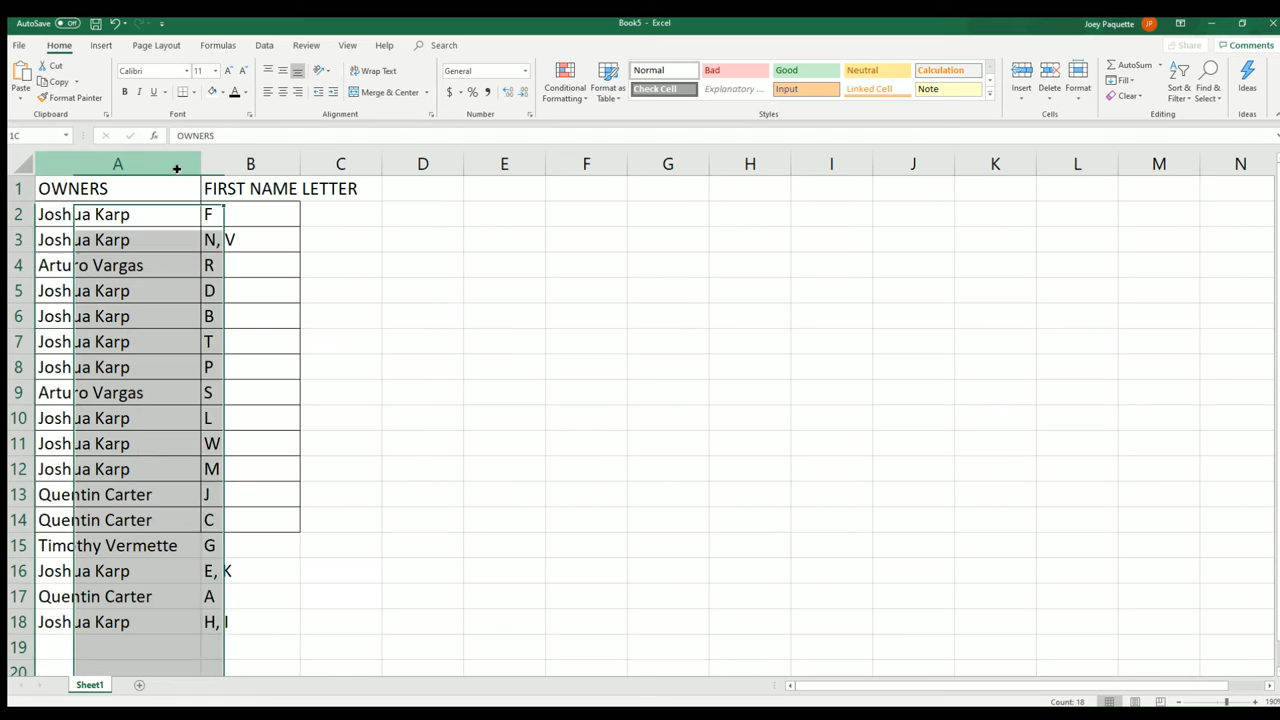 AutoSave Off
Book5 - Excel
Joey Paquette JP
File Home Insert Page Layout Formulas Data Review View Help Search
Share Comments
Paste
Cut
Copy
Format Painter
Clipboard
Calibri 11
B I U A
Font
Wrap Text
Merge & Center
Alignment
General
$ % ,
Number
Conditional Formatting
Format as Table
Normal Bad Good Neutral Calculation
Check Cell Explanatory ... Input Linked Cell Note
Styles
Insert Delete Format
Cells
AutoSum
Fill
Clear
Sort & Filter
Find & Select
Editing
Ideas
Ideas
1C fx OWNERS
A B C D E F G H I J K L M N
1 OWNERS FIRST NAME LETTER
2 Joshua Karp F
3 Joshua Karp N, V
4 Arturo Vargas R
5 Joshua Karp D
6 Joshua Karp B
7 Joshua Karp T
8 Joshua Karp P
9 Arturo Vargas S
10 Joshua Karp L
11 Joshua Karp W
12 Joshua Karp M
13 Quentin Carter J
14 Quentin Carter C
15 Timothy Vermette G
16 Joshua Karp E, K
17 Quentin Carter A
18 Joshua Karp H, I
19
20
Sheet1
Count: 18
190%